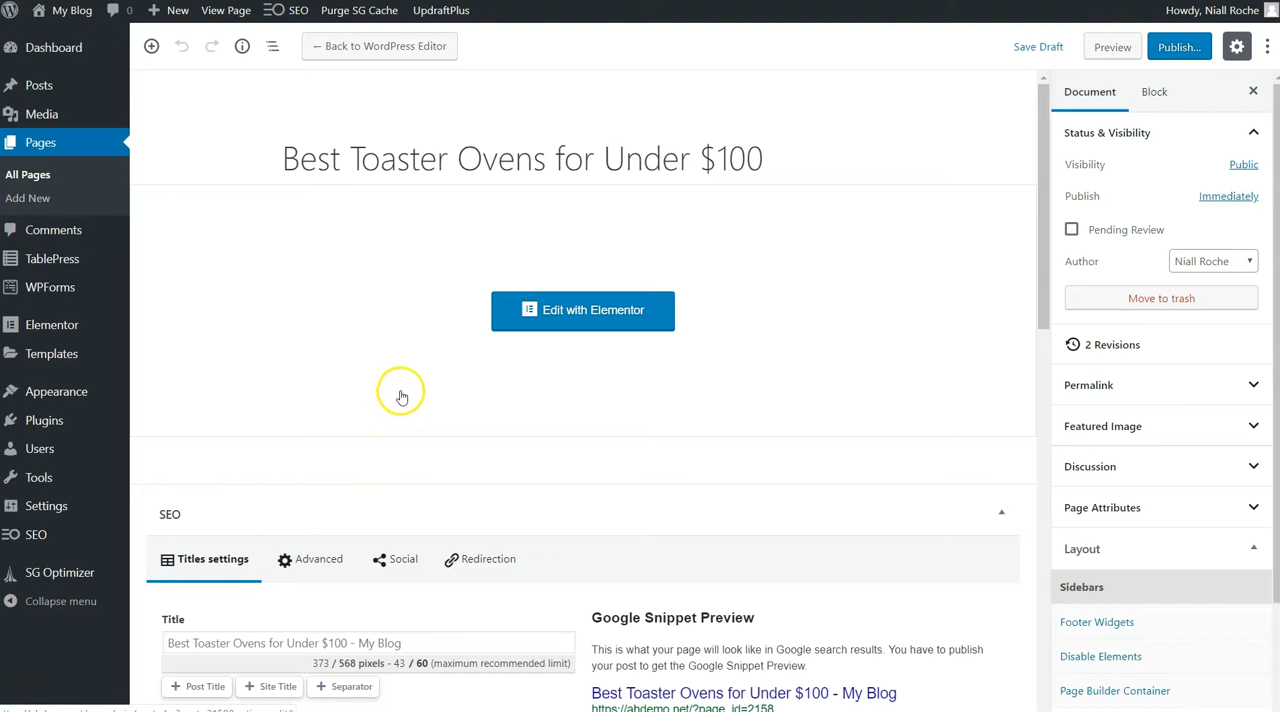 My Blog 0 New View Page SEO Purge SG Cache UpdraftPlus Howdy, Niall Roche
Dashboard
Posts
Media
Pages
All Pages
Add New
Comments
TablePress
WPForms
Elementor
Templates
Appearance
Plugins
Users
Tools
Settings
SEO
SG Optimizer
Collapse menu
← Back to WordPress Editor
Save Draft Preview Publish...
Best Toaster Ovens for Under $100
Edit with Elementor
SEO
Titles settings Advanced Social Redirection
Title
Best Toaster Ovens for Under $100 - My Blog
373 / 568 pixels - 43 / 60 (maximum recommended limit)
Post Title Site Title Separator
Google Snippet Preview
This is what your page will look like in Google search results. You have to publish
your post to get the Google Snippet Preview.
Best Toaster Ovens for Under $100 - My Blog
Document Block
Status & Visibility
Visibility Public
Publish Immediately
Pending Review
Author Niall Roche
Move to trash
2 Revisions
Permalink
Featured Image
Discussion
Page Attributes
Layout
Sidebars
Footer Widgets
Disable Elements
Page Builder Container